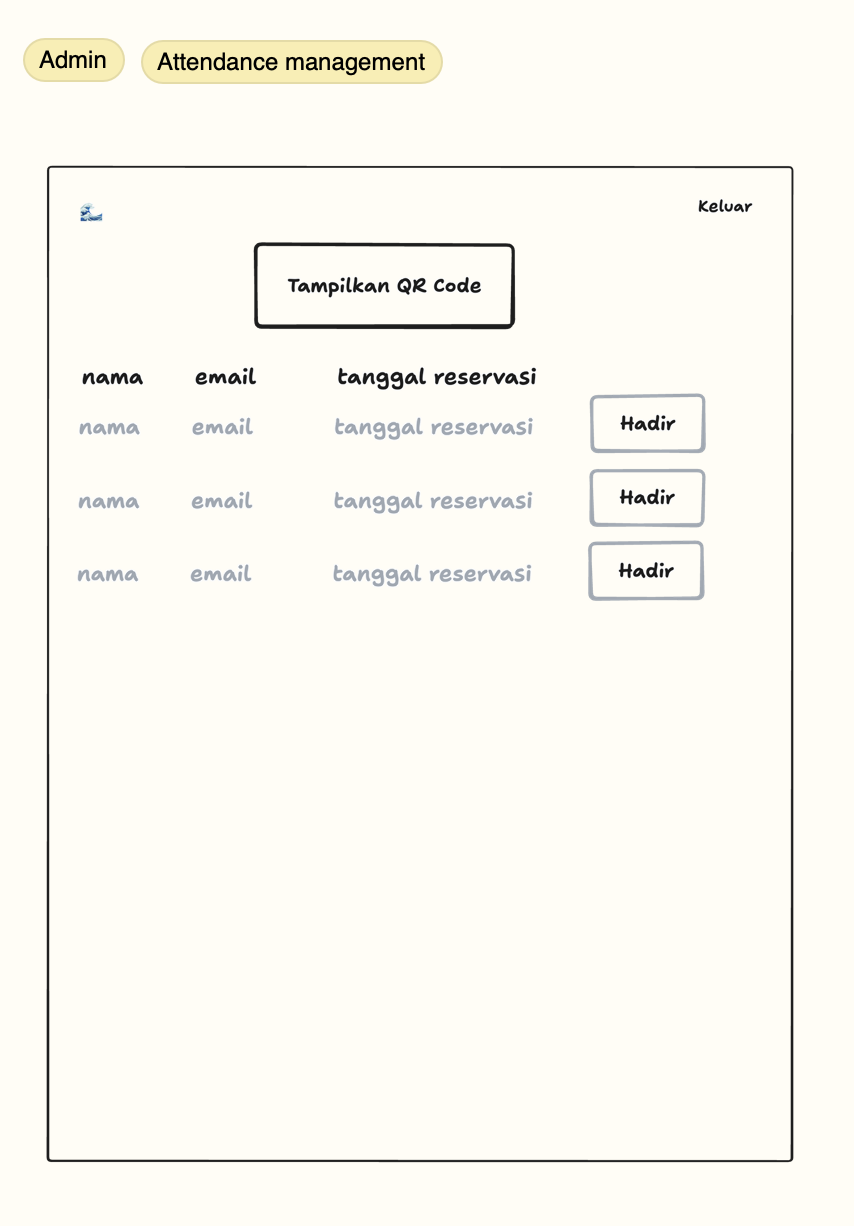 Admin Attendance management
Keluar
Tampilkan QR Code
nama email tanggal reservasi
nama email tanggal reservasi Hadir
nama email tanggal reservasi Hadir
nama email tanggal reservasi Hadir